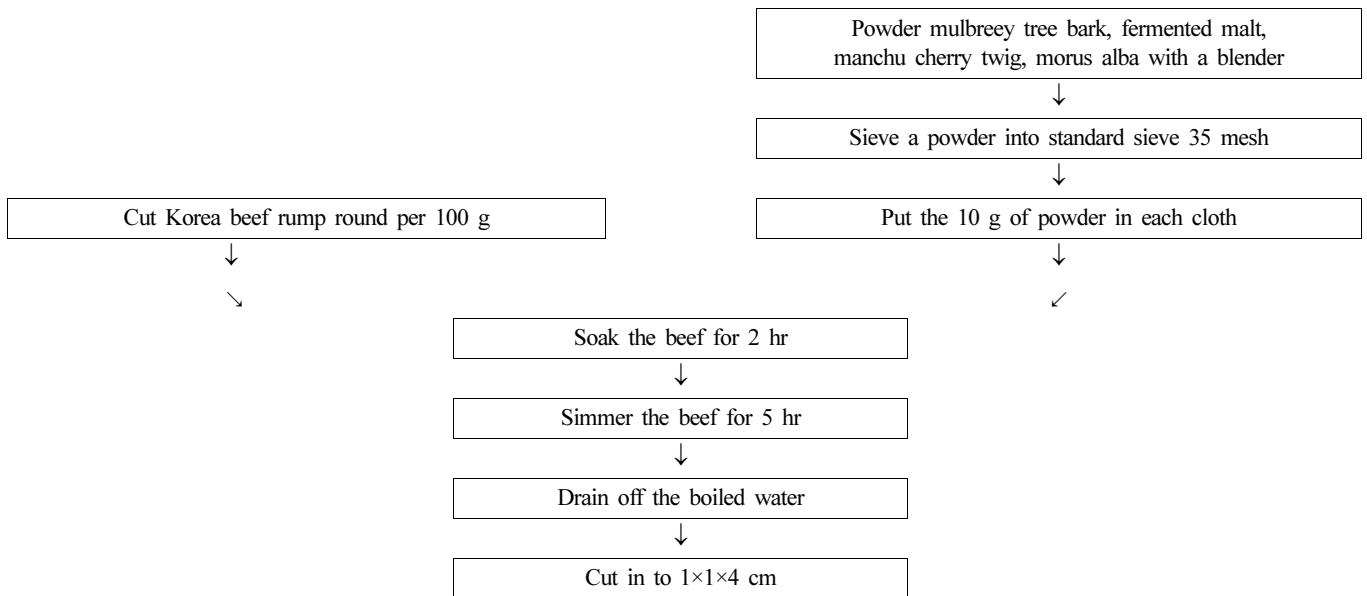 Powder mulbreey tree bark, fermented malt,
manchu cherry twig, morus alba with a blender
↓
Sieve a powder into standard sieve 35 mesh
↓
Cut Korea beef rump round per 100 g
Put the 10 g of powder in each cloth
↓ ↓
↘ ↙
Soak the beef for 2 hr
↓
Simmer the beef for 5 hr
↓
Drain off the boiled water
↓
Cut in to 1×1×4 cm